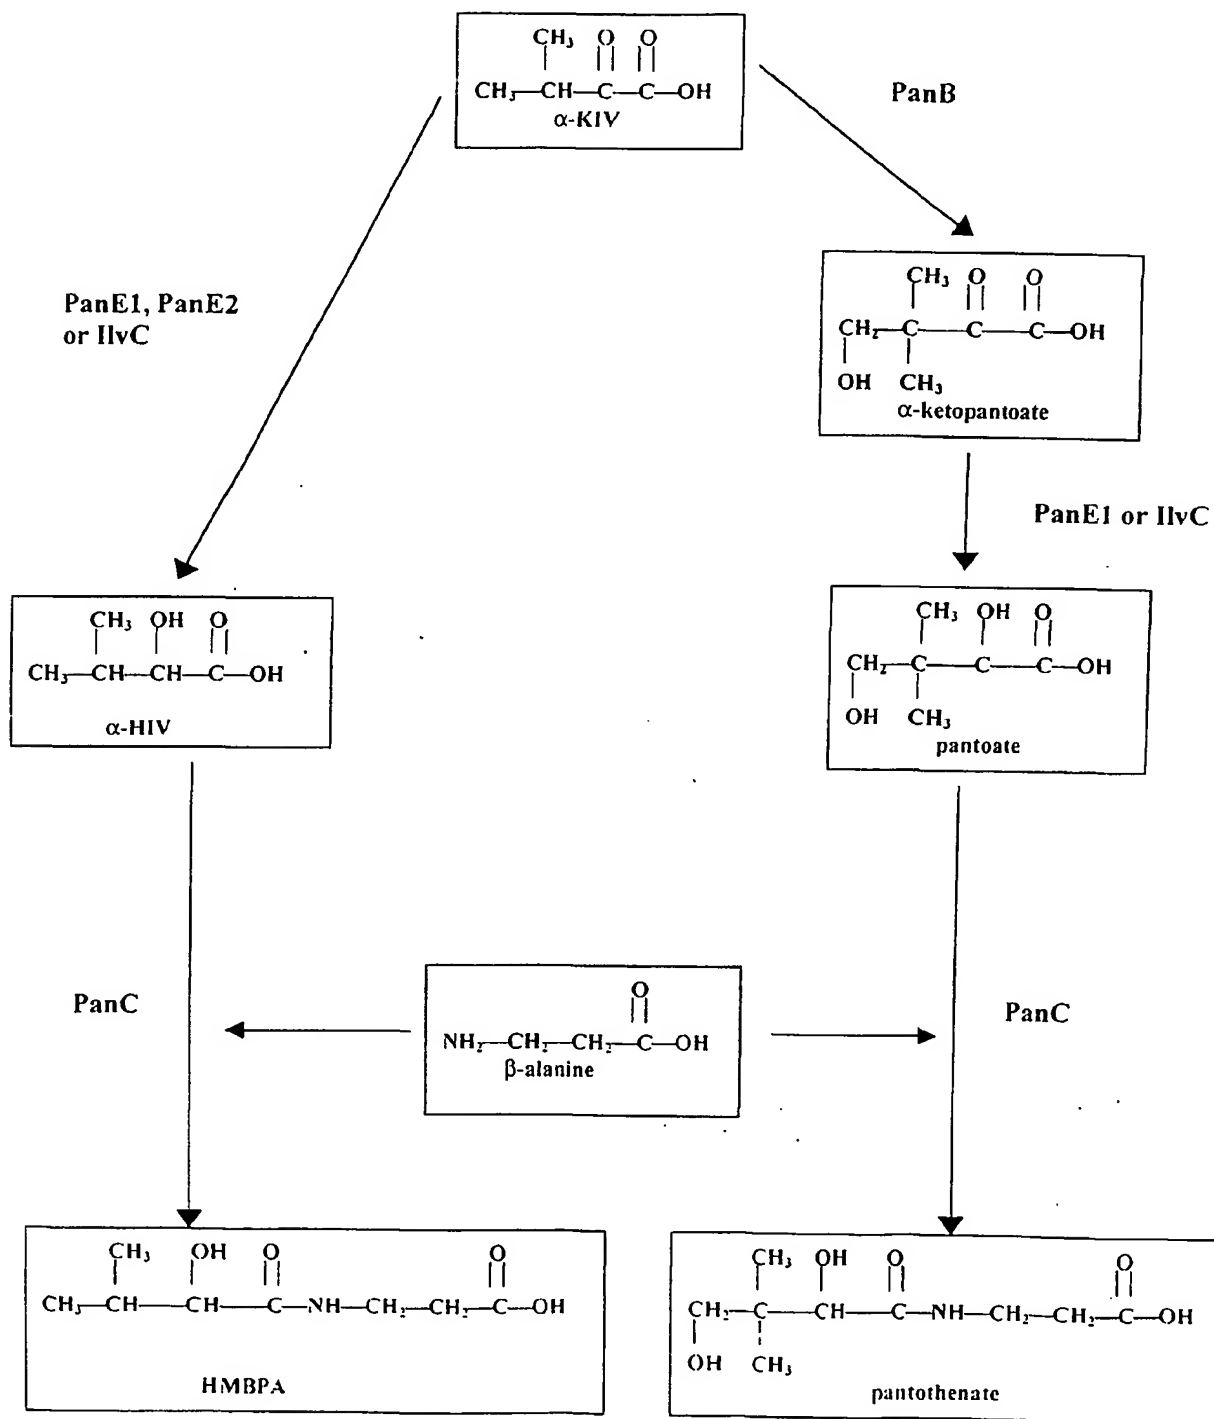 CH₃ O O
CH₃—CH—C—C—OH
α-KIV
PanB
CH₃ O O
CH₂—C—C—C—OH
OH CH₃
α-ketopantoate
PanE1, PanE2
or IlvC
PanE1 or IlvC
CH₃ OH O
CH₃—CH—CH—C—OH
α-HIV
CH₃ OH O
CH₂—C—C—C—OH
OH CH₃
pantoate
PanC
O
NH₂—CH₂—CH₂—C—OH
β-alanine
PanC
CH₃ OH O O
CH₃—CH—CH—C—NH—CH₂—CH₂—C—OH
HMBPA
CH₃ OH O O
CH₂—C—CH—C—NH—CH₂—CH₂—C—OH
OH CH₃
pantothenate